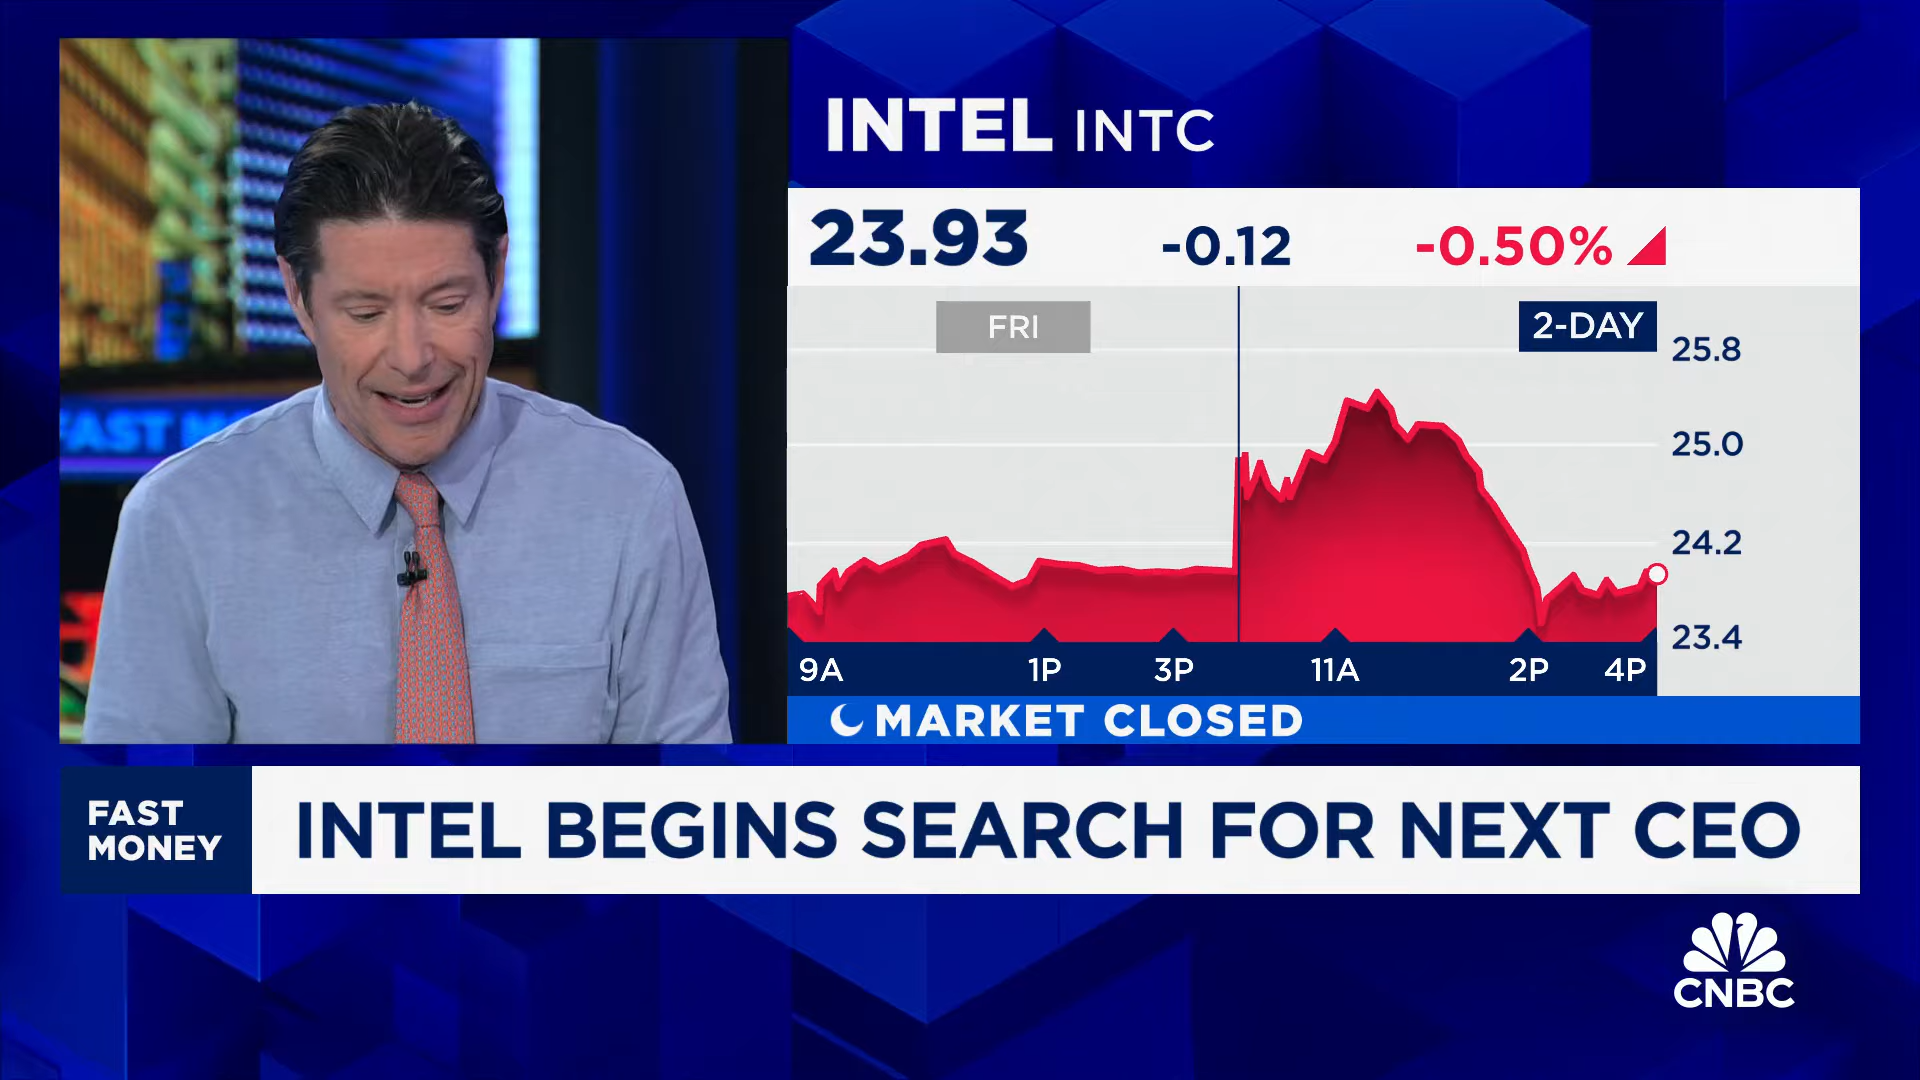 FAST M
INTEL INTC
23.93 -0.12 -0.50%
FRI
2-DAY
25.8
25.0
24.2
23.4
9A 1P 3P 11A 2P 4P
MARKET CLOSED
FAST
MONEY
INTEL BEGINS SEARCH FOR NEXT CEO
CNBC